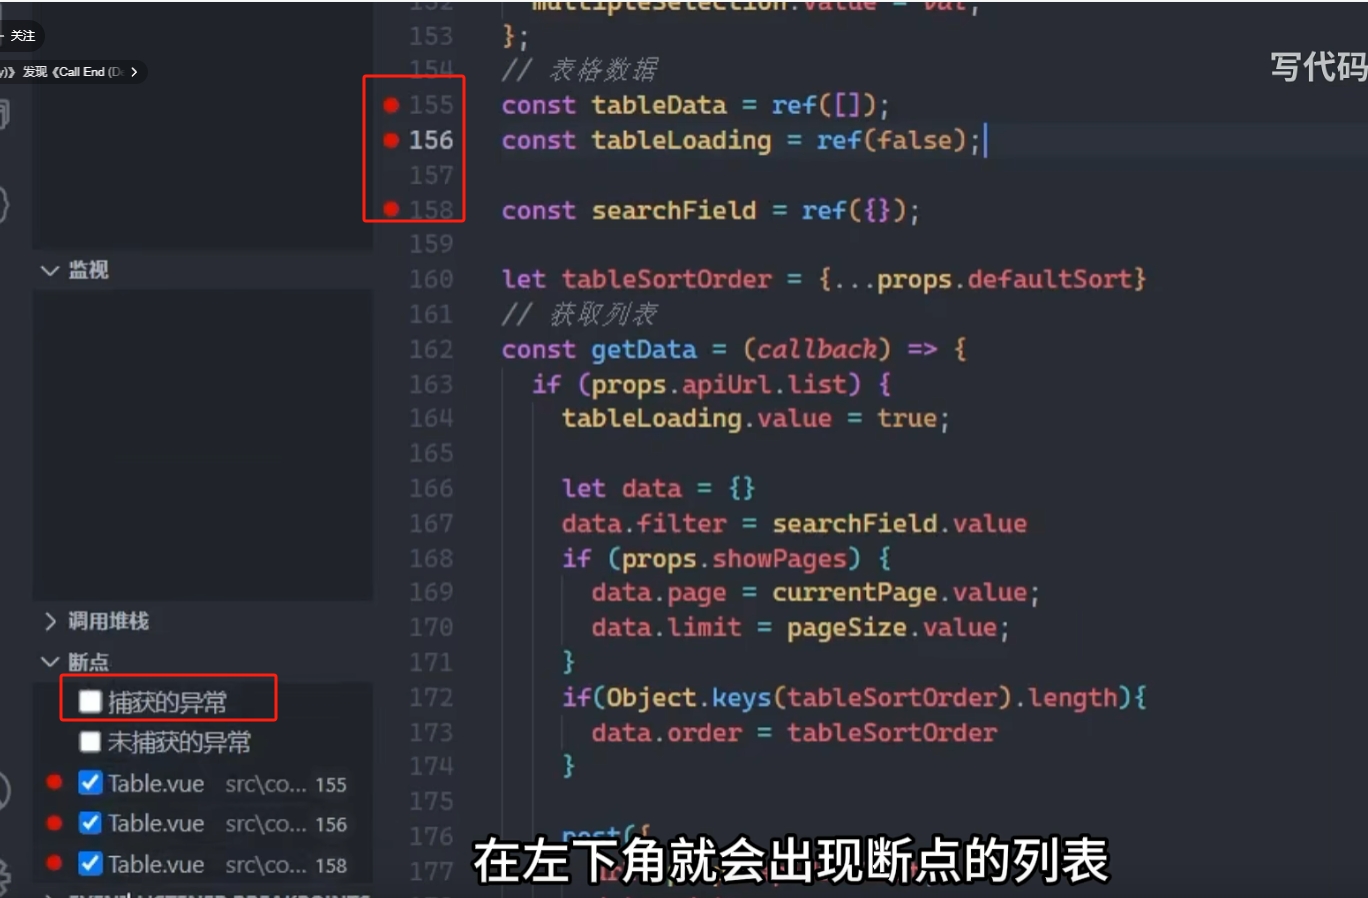 关注
发现《Call End (D
写代码
multipleSelection.value = val;
153 };
154 // 表格数据
155 const tableData = ref([]);
156 const tableLoading = ref(false);
157
158 const searchField = ref({});
159
160 let tableSortOrder = {...props.defaultSort}
161 // 获取列表
162 const getData = (callback) => {
163 if (props.apiUrl.list) {
164 tableLoading.value = true;
165
166 let data = {}
167 data.filter = searchField.value
168 if (props.showPages) {
169 data.page = currentPage.value;
170 data.limit = pageSize.value;
171 }
172 if(Object.keys(tableSortOrder).length){
173 data.order = tableSortOrder
174 }
175
176 post({
177
监视
调用堆栈
断点
捕获的异常
未捕获的异常
Table.vue src\co... 155
Table.vue src\co... 156
Table.vue src\co... 158
EVENT LISTENER BREAKPOINTS
在左下角就会出现断点的列表